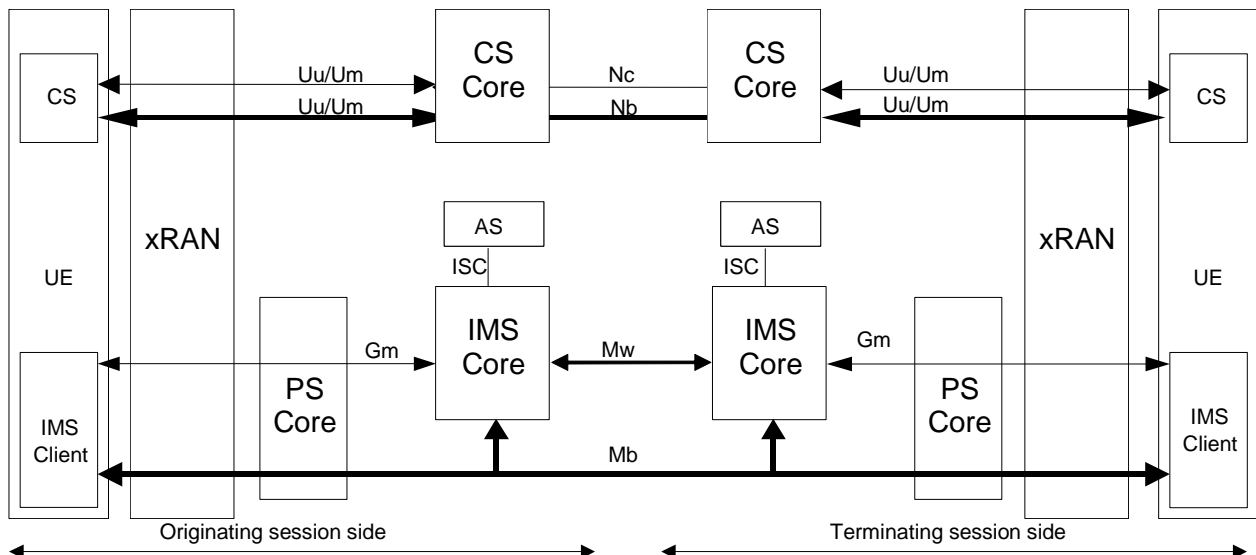 CS
Core
CS
Core
CS
Uu/Um
Nc
Uu/Um
CS
Uu/Um
Nb
Uu/Um
AS
AS
xRAN
xRAN
ISC
ISC
UE
UE
IMS
Core
IMS
Core
Gm
Mw
Gm
PS
Core
PS
Core
IMS
Client
IMS
Client
Mb
Originating session side
Terminating session side